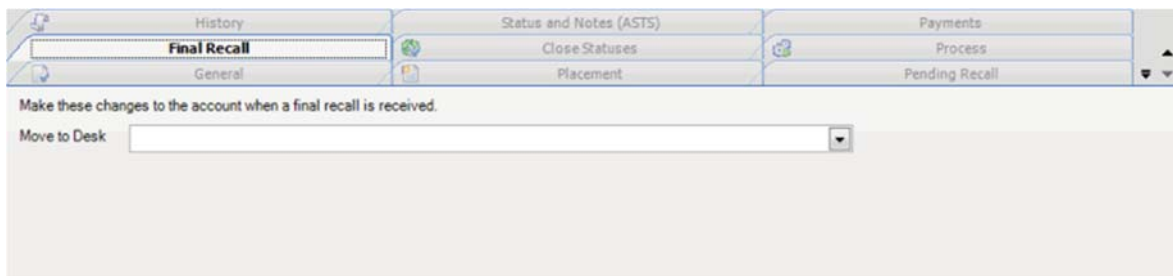 History Status and Notes (ASTS) Payments
Final Recall Close Statuses Process
General Placement Pending Recall
Make these changes to the account when a final recall is received.
Move to Desk